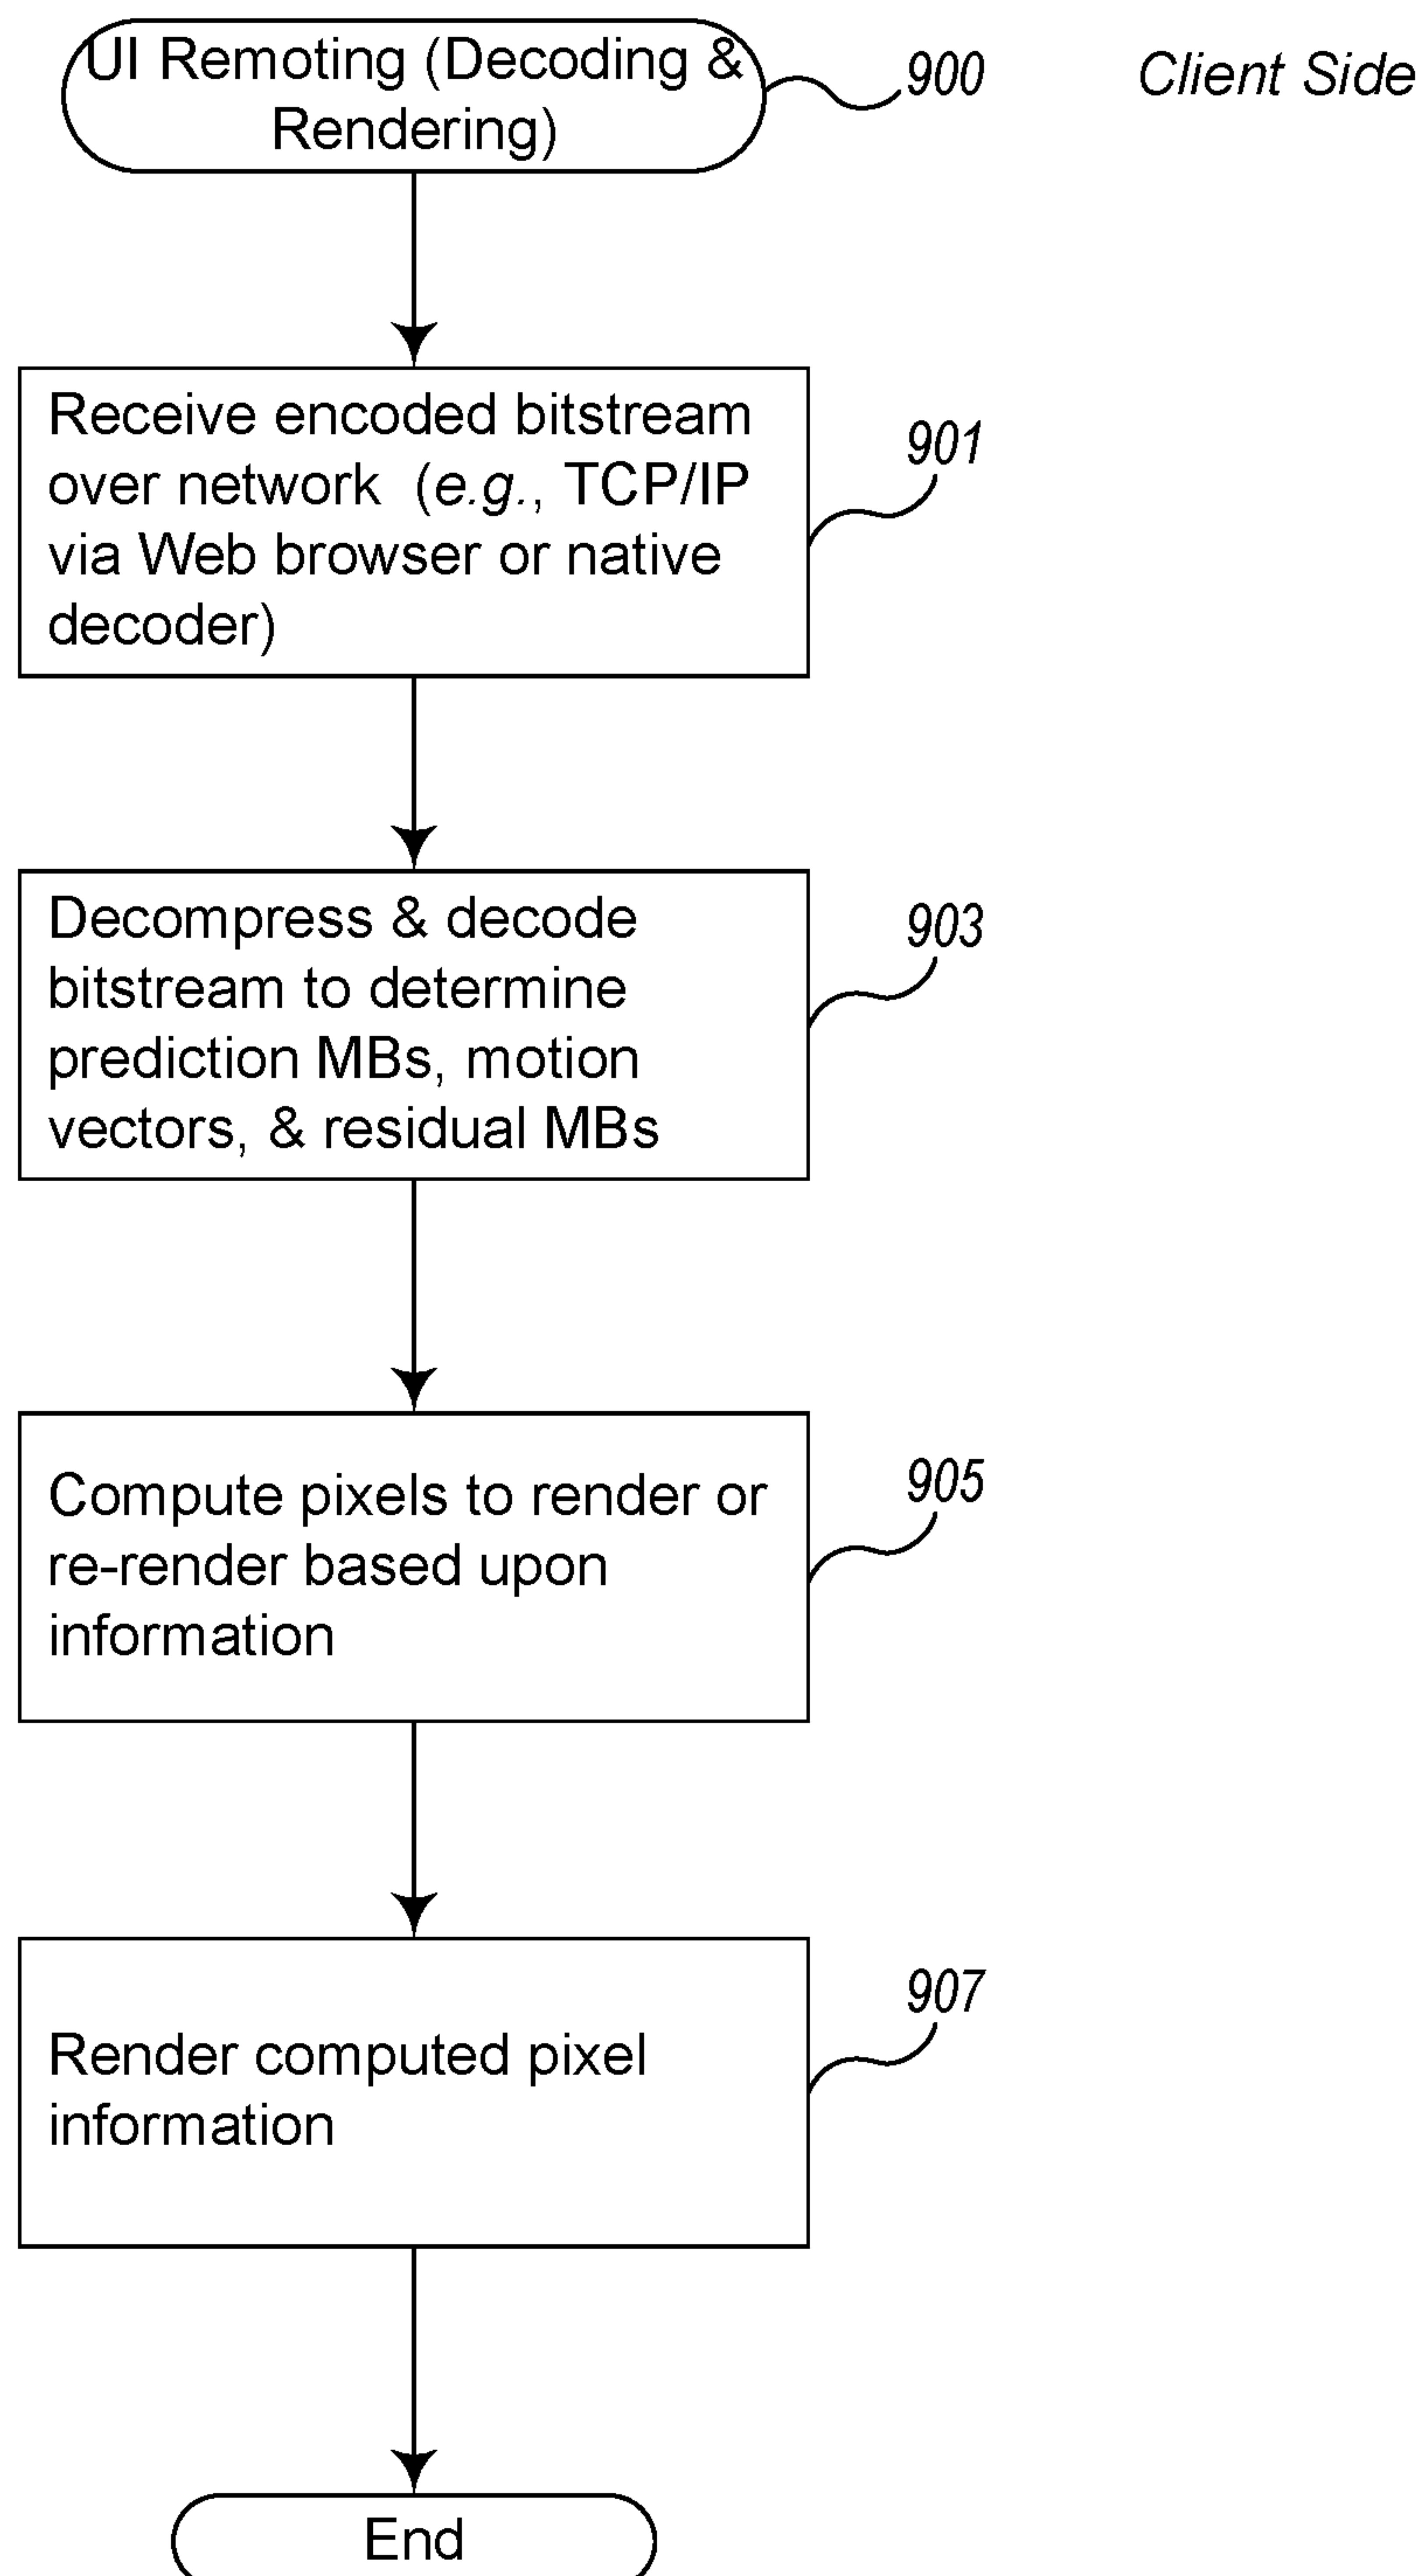 UI Remoting (Decoding &
Rendering)
900
Client Side
Receive encoded bitstream
over network (e.g., TCP/IP
via Web browser or native
decoder)
901
Decompress & decode
bitstream to determine
prediction MBs, motion
vectors, & residual MBs
903
Compute pixels to render or
re-render based upon
information
905
Render computed pixel
information
907
End